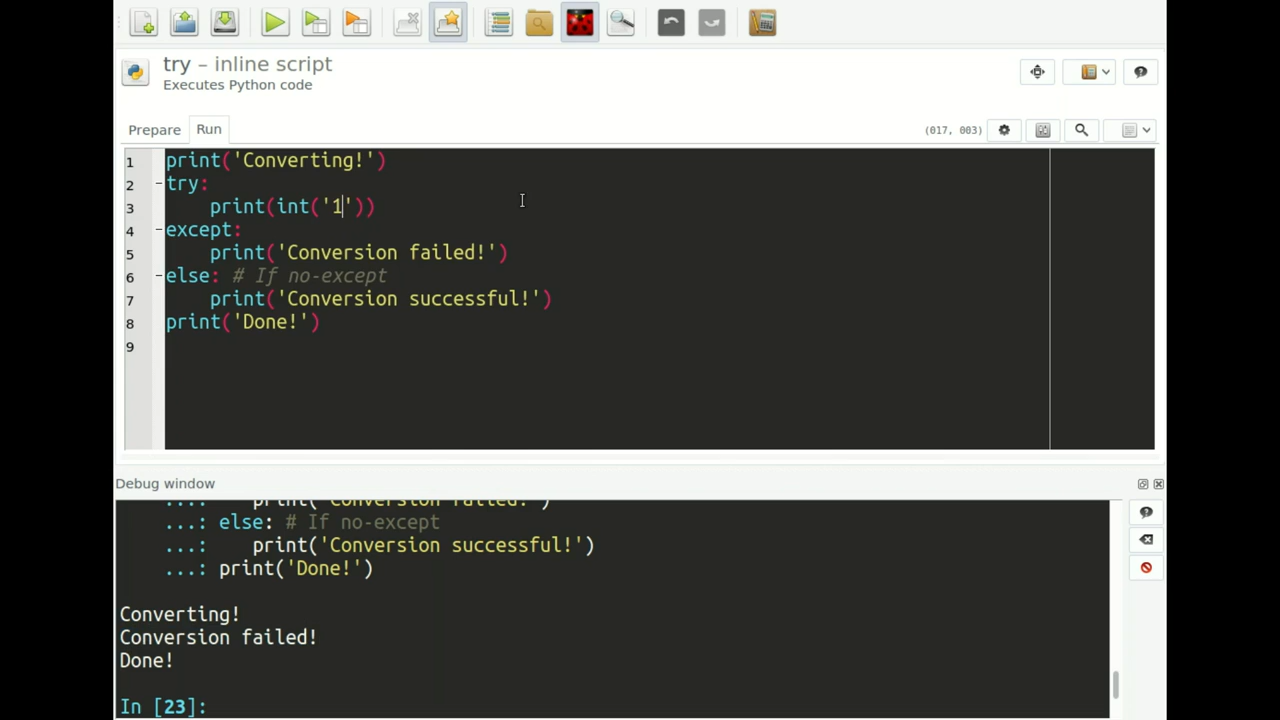 try – inline script
Executes Python code
Prepare
Run
(017, 003)
1 print('Converting!')
2 try:
3 print(int('1'))
4 except:
5 print('Conversion failed!')
6 else: # If no-except
7 print('Conversion successful!')
8 print('Done!')
9
Debug window
...: print('Conversion failed!')
...: else: # If no-except
...: print('Conversion successful!')
...: print('Done!')
Converting!
Conversion failed!
Done!
In [23]: